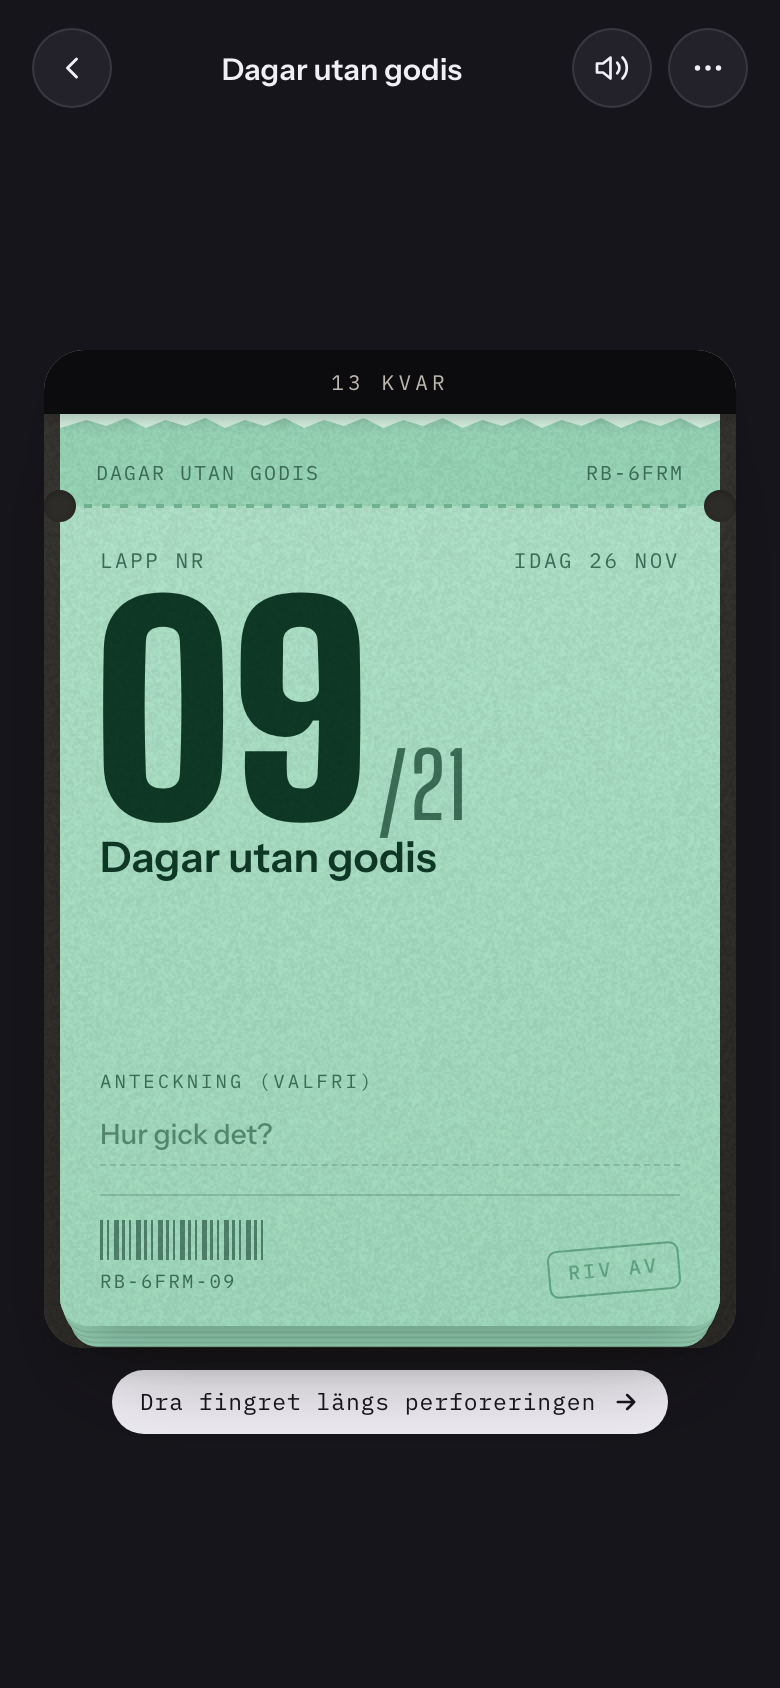 Dagar utan godis
13 KVAR
DAGAR UTAN GODIS RB-6FRM
LAPP NR IDAG 26 NOV
09/21
Dagar utan godis
ANTECKNING (VALFRI)
Hur gick det?
RB-6FRM-09
RIV AV
Dra fingret längs perforeringen →